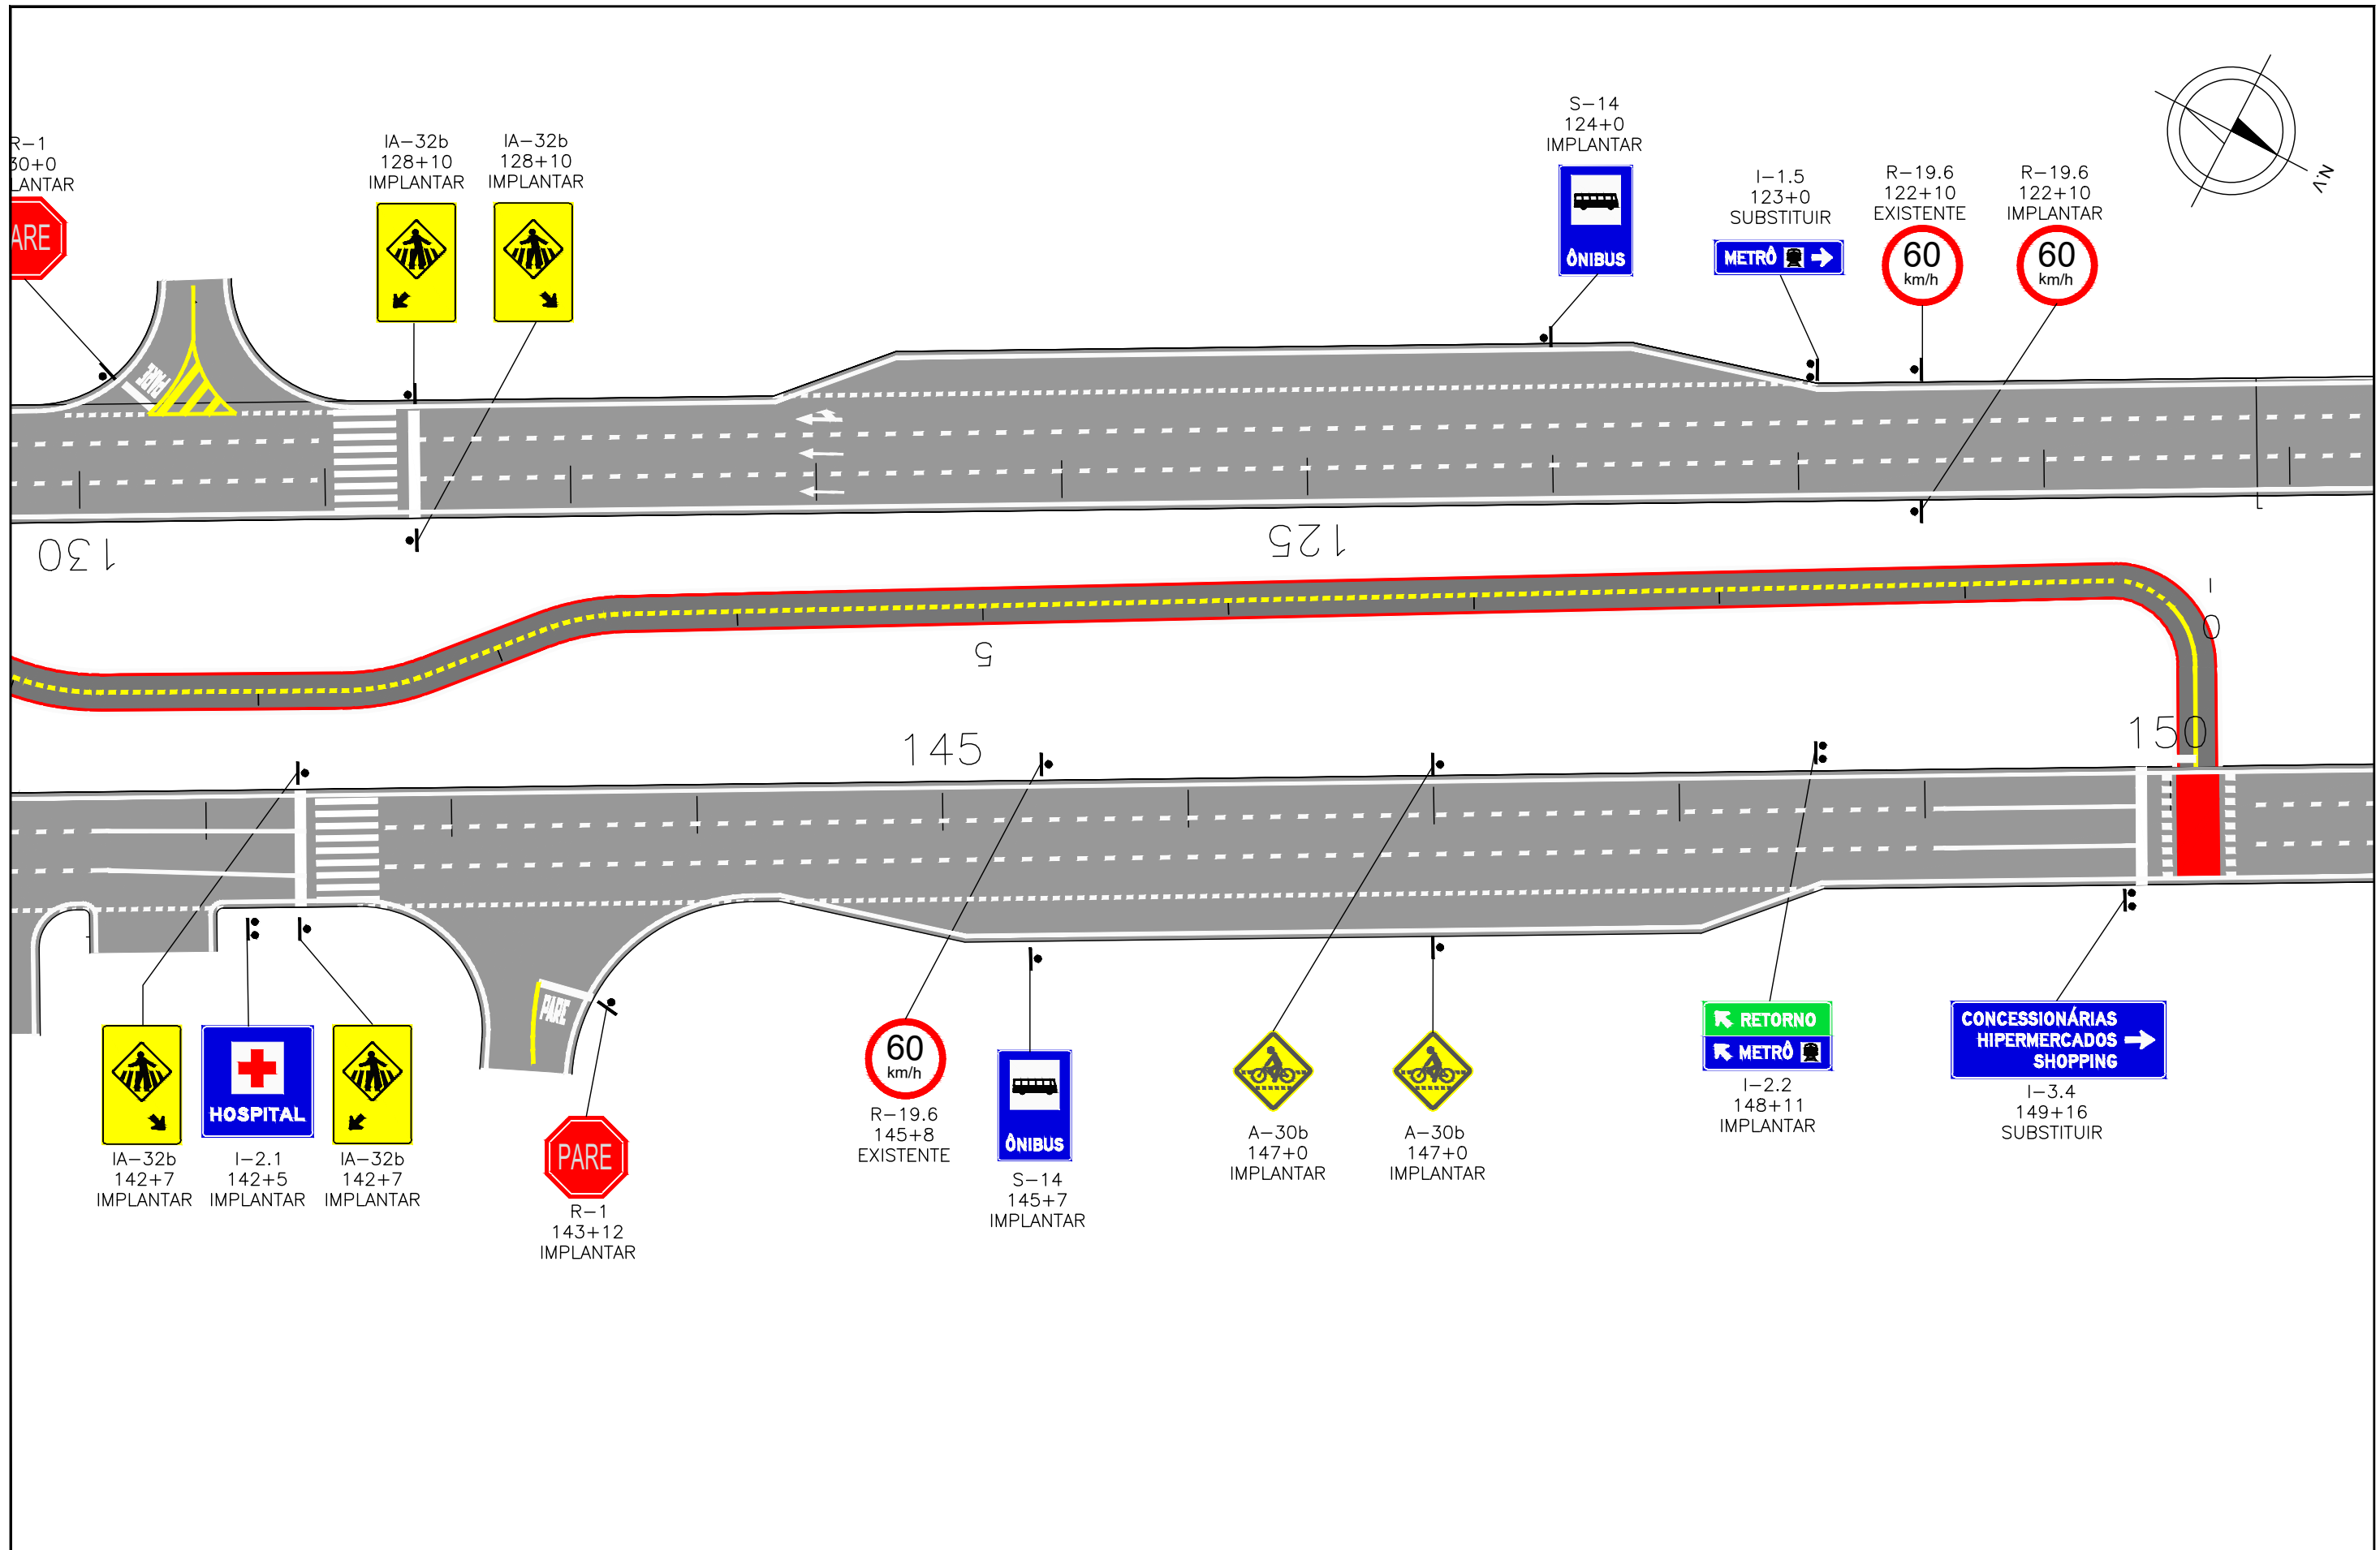 R-1
30+0
LANTAR
ARE
IA-32b
128+10
IMPLANTAR
IA-32b
128+10
IMPLANTAR
S-14
124+0
IMPLANTAR
ÔNIBUS
I-1.5
123+0
SUBSTITUIR
METRÔ
R-19.6
122+10
EXISTENTE
60
km/h
R-19.6
122+10
IMPLANTAR
60
km/h
N.V
PARE
130
125
5
0
145
150
PARE
IA-32b
142+7
IMPLANTAR
HOSPITAL
I-2.1
142+5
IMPLANTAR
IA-32b
142+7
IMPLANTAR
PARE
R-1
143+12
IMPLANTAR
60
km/h
R-19.6
145+8
EXISTENTE
ÔNIBUS
S-14
145+7
IMPLANTAR
A-30b
147+0
IMPLANTAR
A-30b
147+0
IMPLANTAR
RETORNO
METRÔ
I-2.2
148+11
IMPLANTAR
CONCESSIONÁRIAS
HIPERMERCADOS
SHOPPING
I-3.4
149+16
SUBSTITUIR